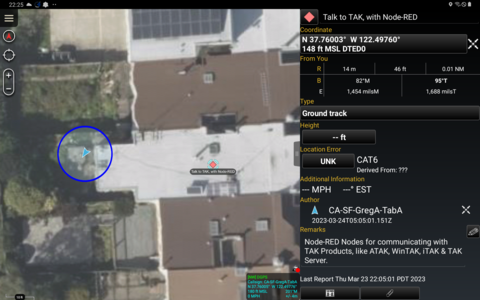 22:25
Talk to TAK, with Node-RED
Coordinate
N 37.76003° W 122.49760°
148 ft MSL DTED0
From You
R 14 m 46 ft 0.01 NM
B 82°M 95°T
E 1,454 milsM 1,688 milsT
Type
Ground track
Height
-- ft
Location Error
UNK CAT6
Derived From: ???
Additional Information
--- MPH ---° EST
Author
CA-SF-GregA-TabA
2023-03-24T05:05:01.151Z
Remarks
Node-RED Nodes for communicating with
TAK Products, like ATAK, WinTAK, iTAK & TAK
Server.
Last Report Thu Mar 23 22:05:01 PDT 2023
Talk to TAK, with Node-RED